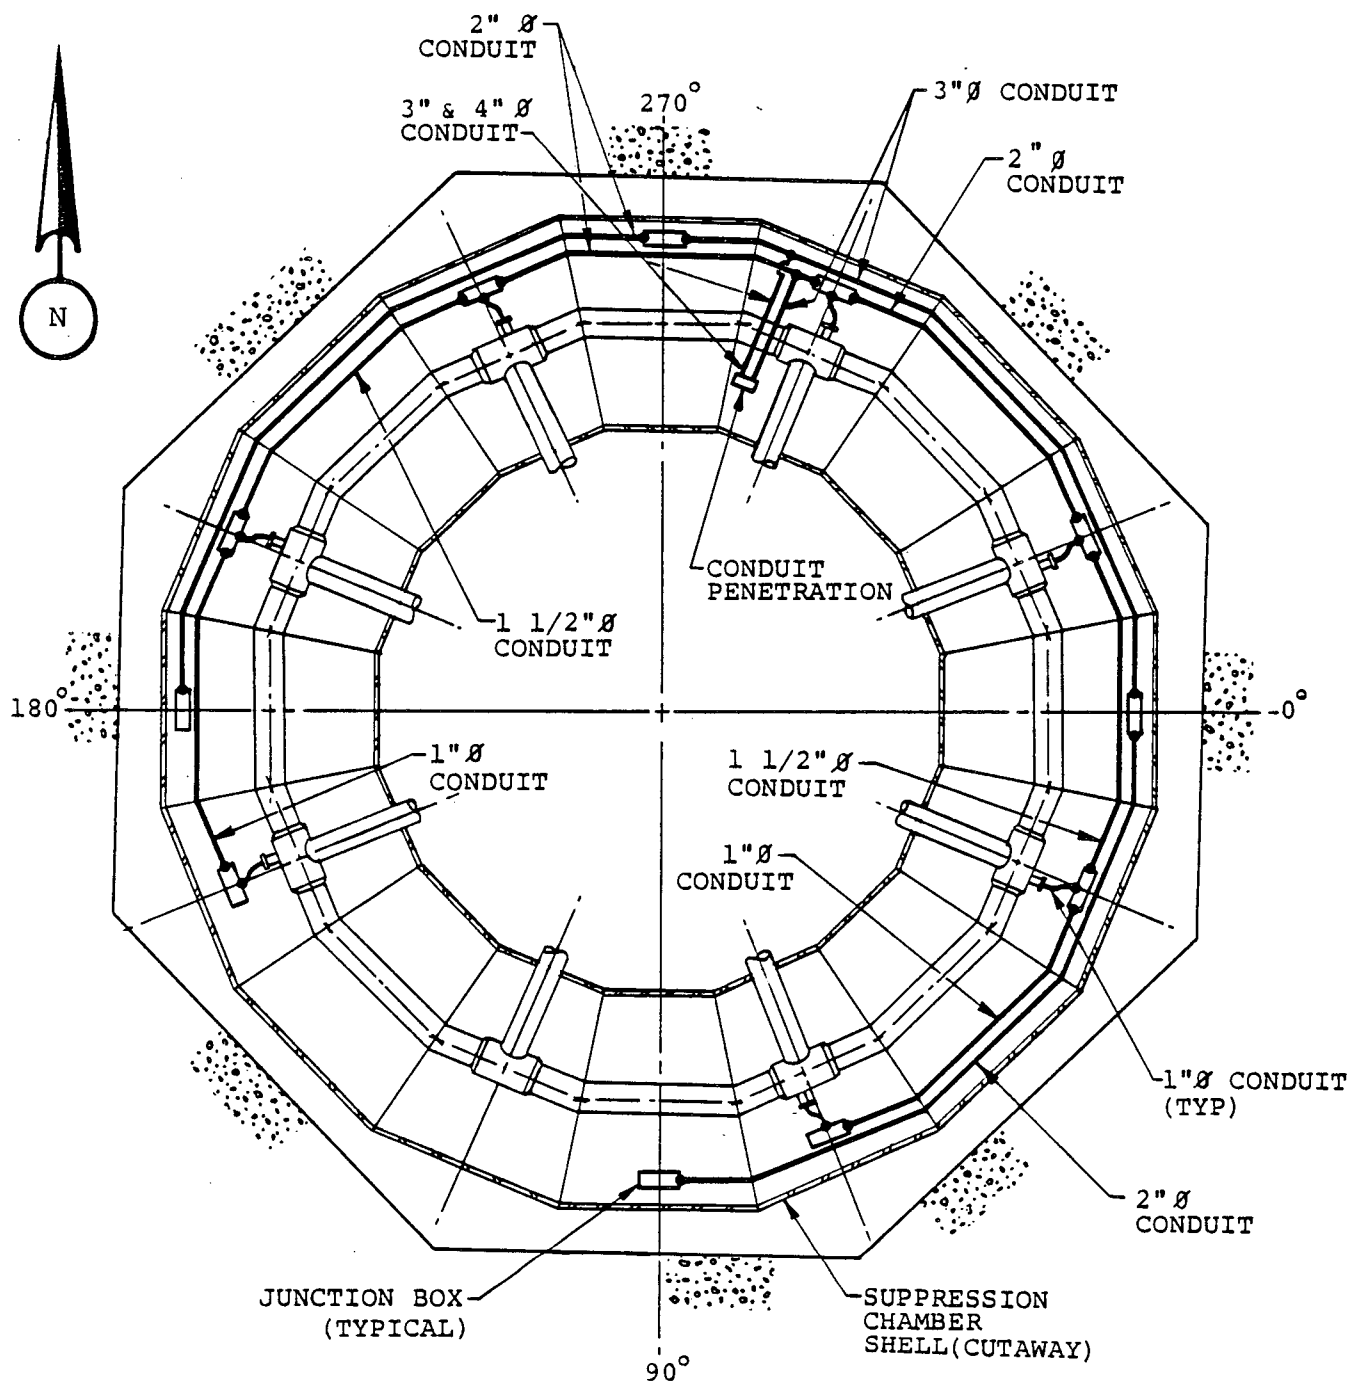 2" Ø
CONDUIT
3" & 4" Ø
CONDUIT
270°
3"Ø CONDUIT
2" Ø
CONDUIT
N
CONDUIT
PENETRATION
1 1/2"Ø
CONDUIT
180°
0°
1"Ø
CONDUIT
1 1/2"Ø
CONDUIT
1"Ø
CONDUIT
1"Ø CONDUIT
(TYP)
2"Ø
CONDUIT
JUNCTION BOX
(TYPICAL)
SUPPRESSION
CHAMBER
SHELL(CUTAWAY)
90°